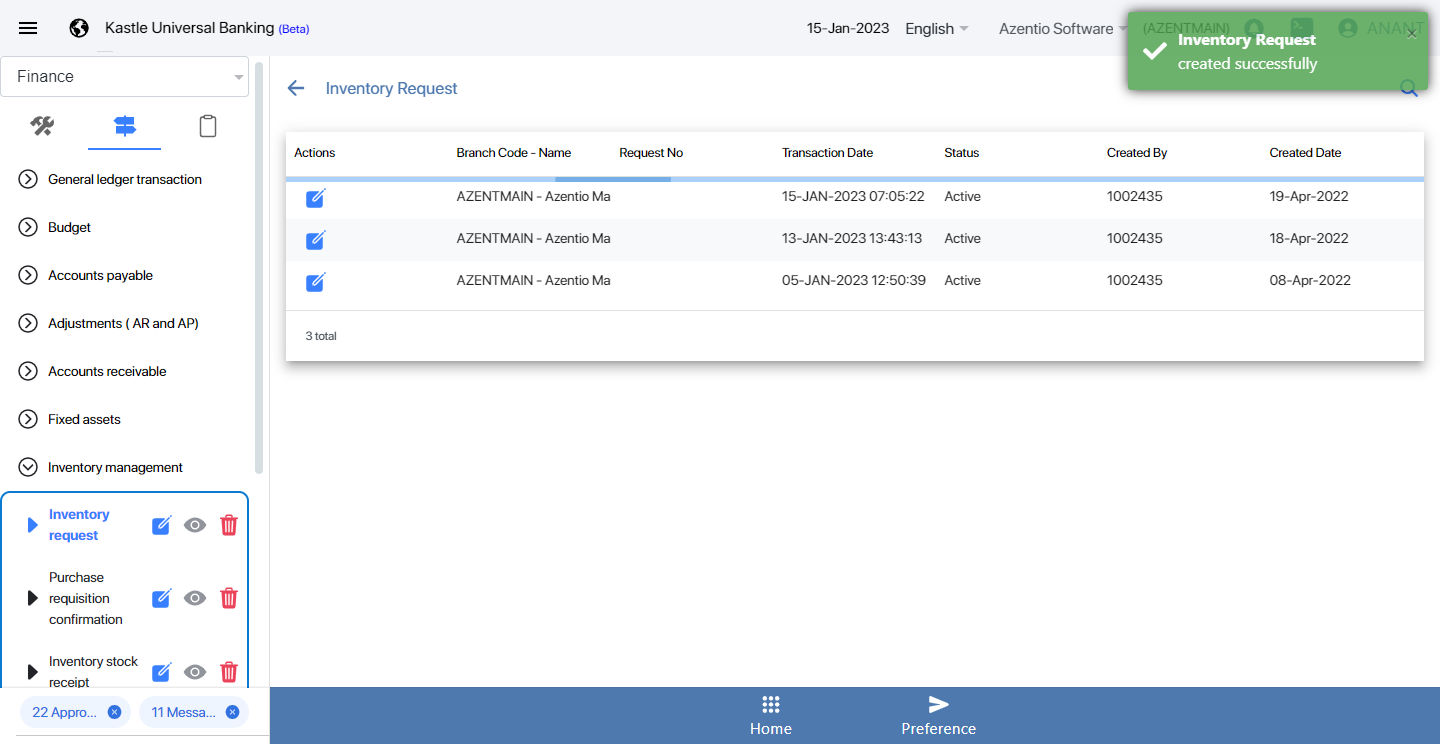 Kastle Universal Banking (Beta)
15-Jan-2023
English
Azentio Software
(AZENTMAIN)
ANANT
Inventory Request
created successfully
×
Finance
Inventory Request
General ledger transaction
Budget
Accounts payable
Adjustments ( AR and AP)
Accounts receivable
Fixed assets
Inventory management
Inventory
request
Purchase
requisition
confirmation
Inventory stock
receipt
22 Appro...
11 Messa...
Actions Branch Code - Name Request No Transaction Date Status Created By Created Date
AZENTMAIN - Azentio Ma 15-JAN-2023 07:05:22 Active 1002435 19-Apr-2022
AZENTMAIN - Azentio Ma 13-JAN-2023 13:43:13 Active 1002435 18-Apr-2022
AZENTMAIN - Azentio Ma 05-JAN-2023 12:50:39 Active 1002435 08-Apr-2022
3 total
Home
Preference